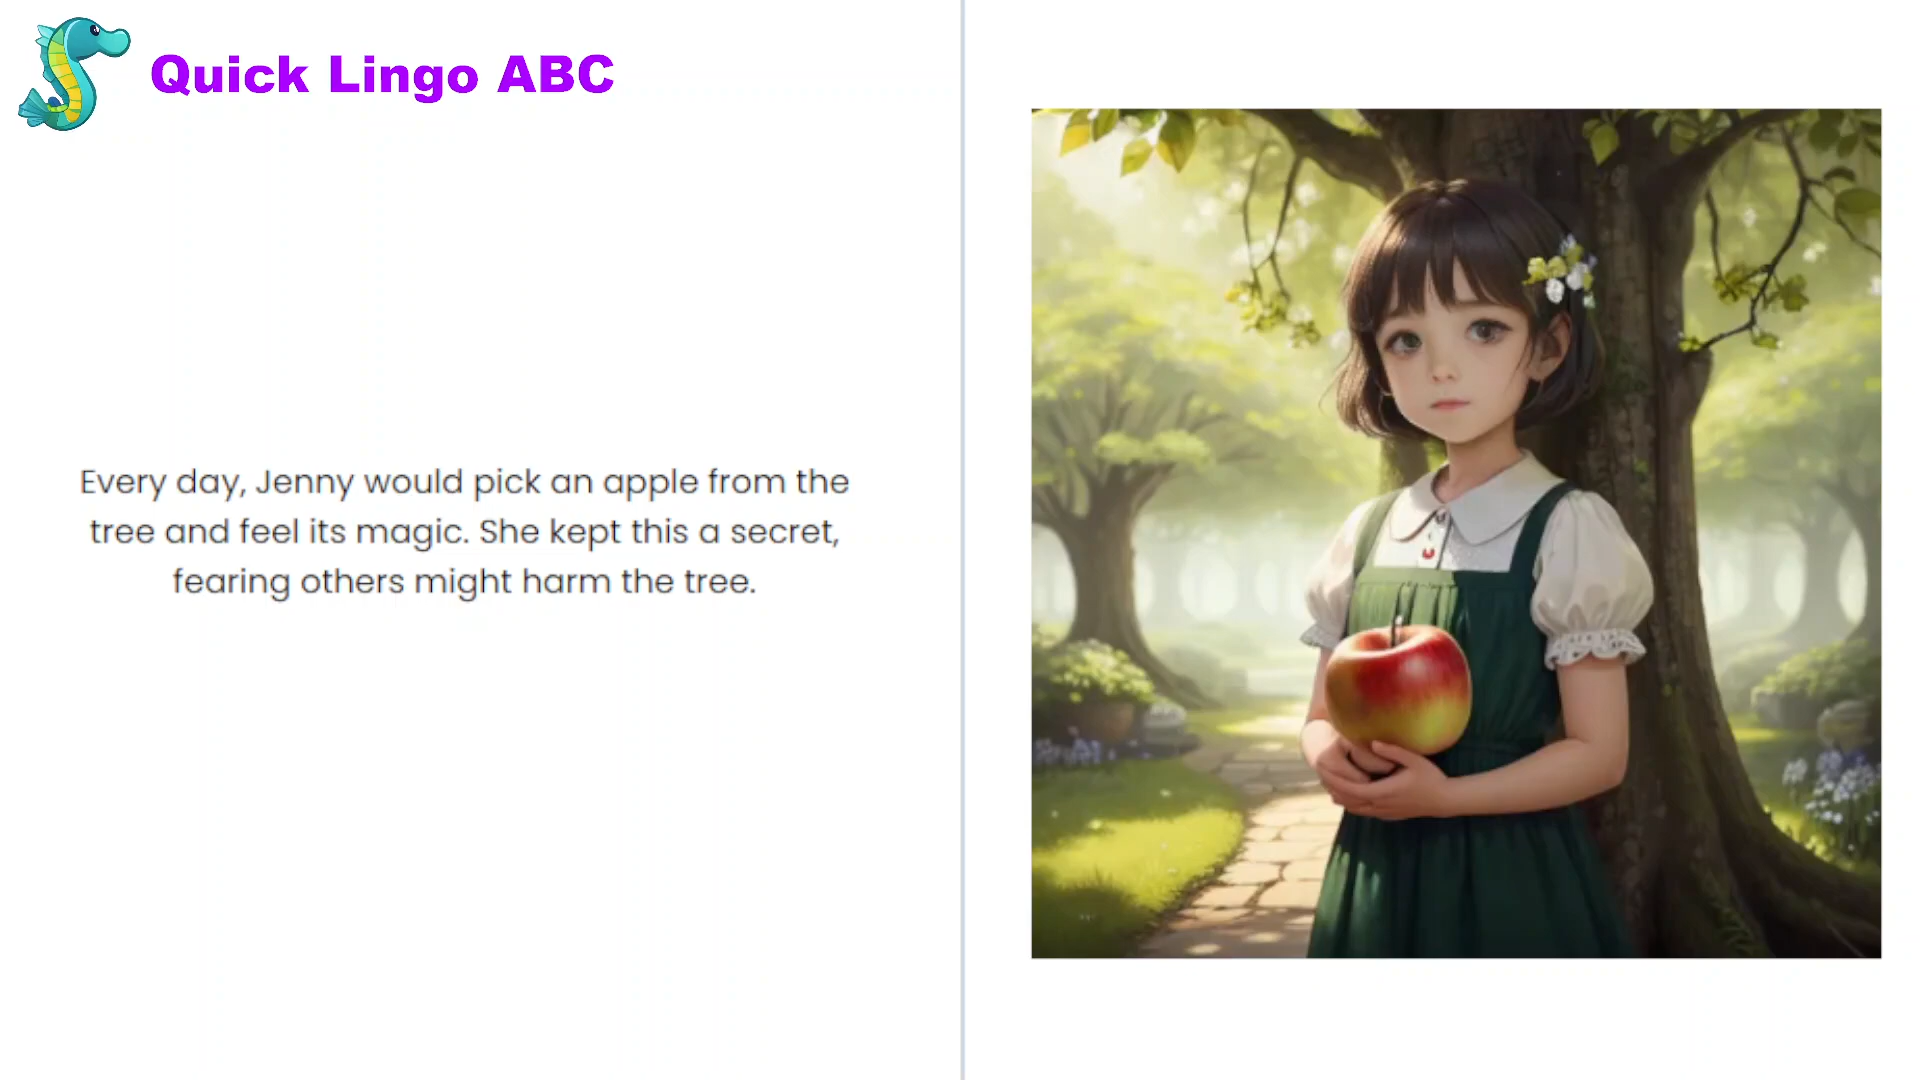 Quick Lingo ABC
Every day, Jenny would pick an apple from the
tree and feel its magic. She kept this a secret,
fearing others might harm the tree.